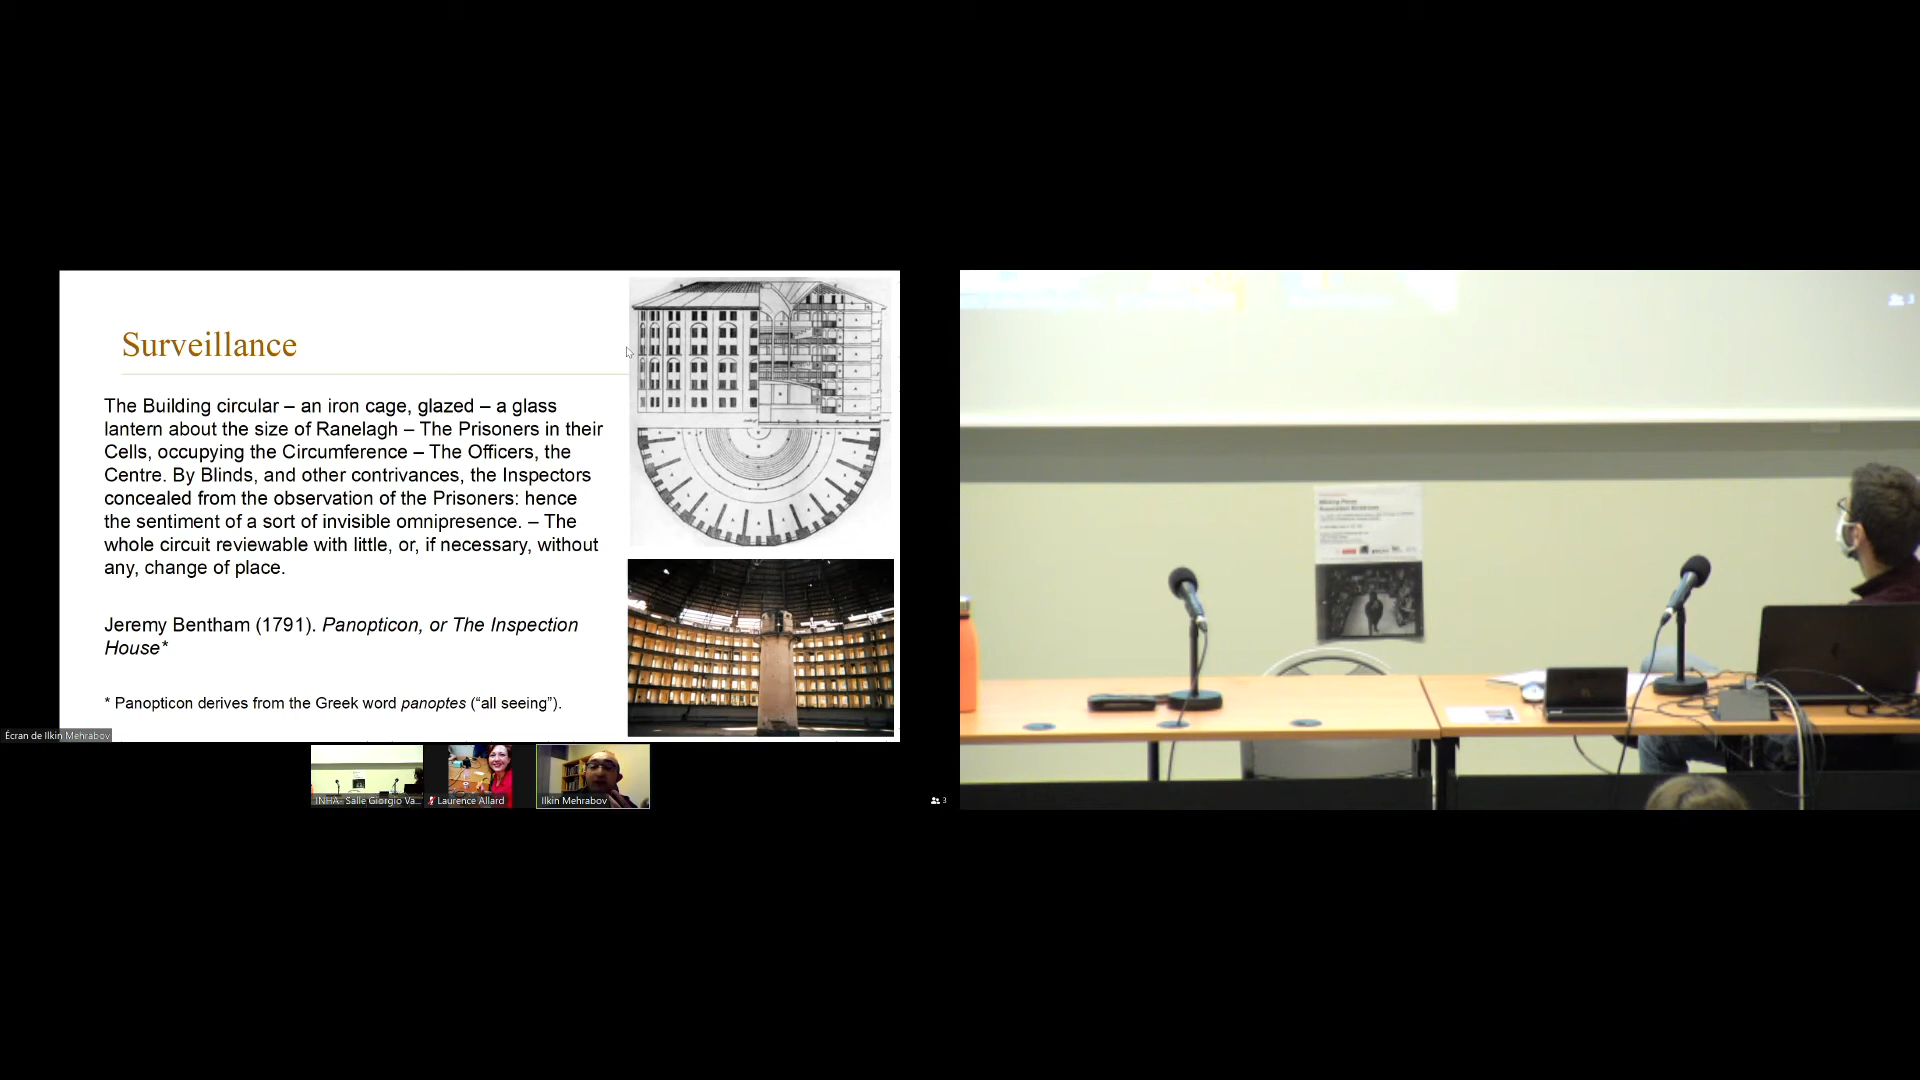 Surveillance
The Building circular – an iron cage, glazed – a glass
lantern about the size of Ranelagh – The Prisoners in their
Cells, occupying the Circumference – The Officers, the
Centre. By Blinds, and other contrivances, the Inspectors
concealed from the observation of the Prisoners: hence
the sentiment of a sort of invisible omnipresence. – The
whole circuit reviewable with little, or, if necessary, without
any, change of place.
Jeremy Bentham (1791). Panopticon, or The Inspection
House*
* Panopticon derives from the Greek word panoptes (“all seeing”).
Écran de Ilkin Mehrabov
INHA- Salle Giorgio Va...
Laurence Allard
Ilkin Mehrabov
3
3